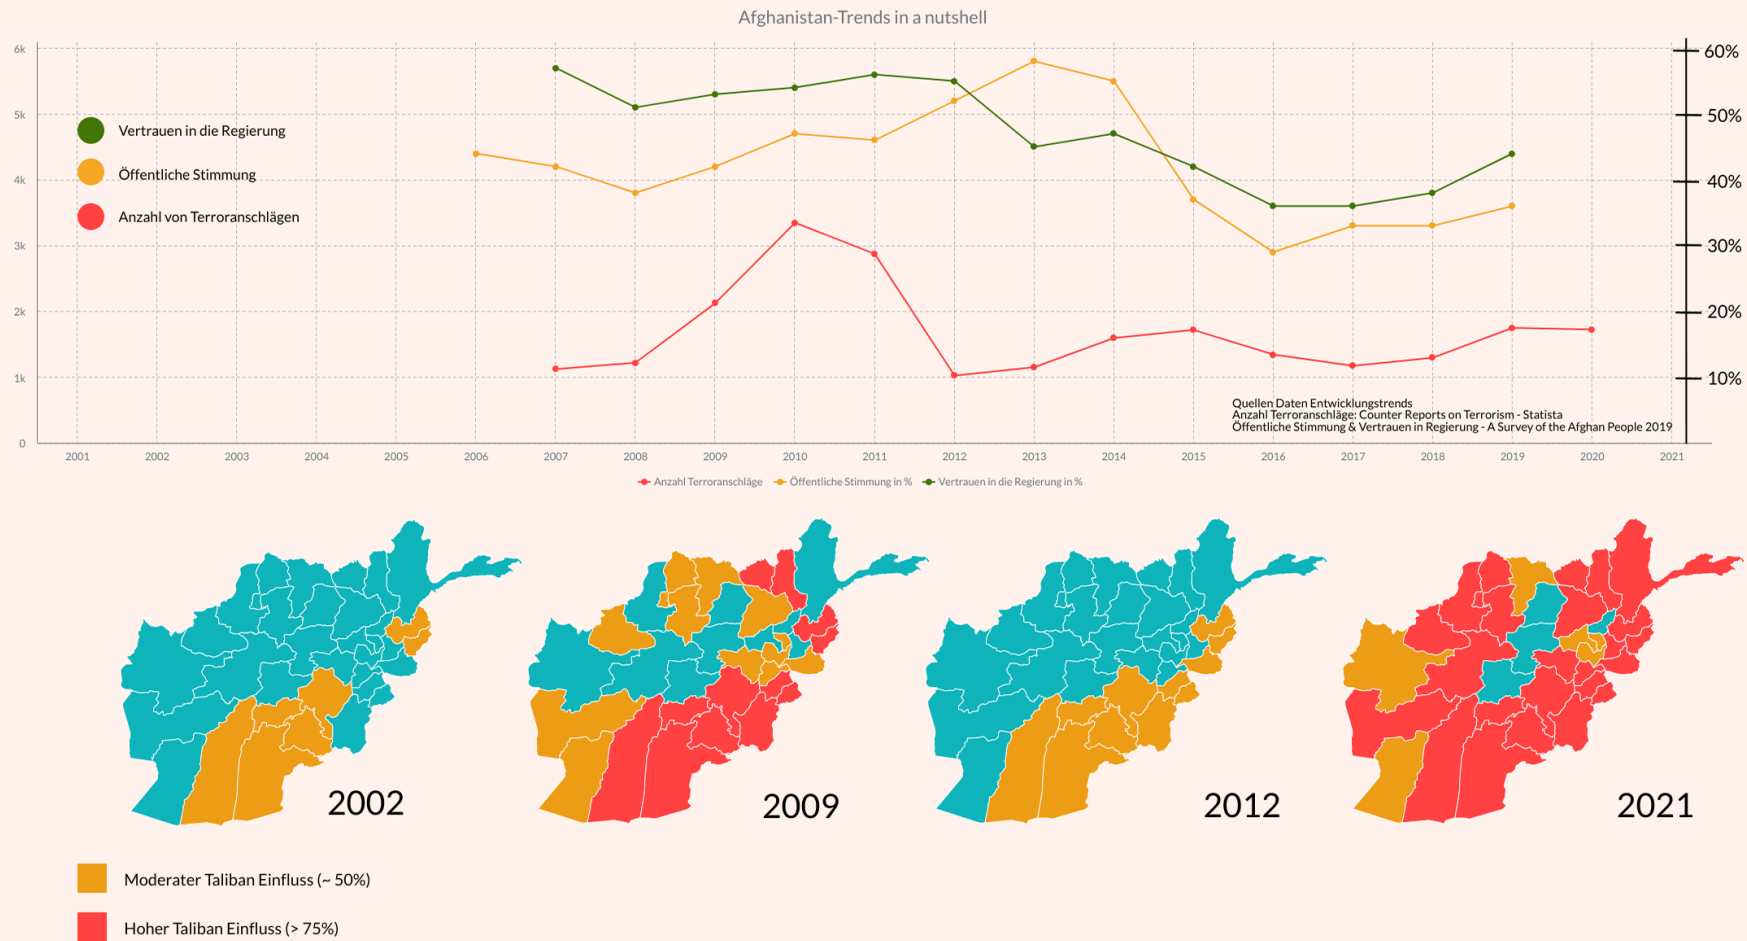 Afghanistan-Trends in a nutshell
6k
5k
4k
3k
2k
1k
0
60%
50%
40%
30%
20%
10%
Vertrauen in die Regierung
Öffentliche Stimmung
Anzahl von Terroranschlägen
Quellen Daten Entwicklungstrends
Anzahl Terroranschläge: Counter Reports on Terrorism - Statista
Öffentliche Stimmung & Vertrauen in Regierung - A Survey of the Afghan People 2019
2001 2002 2003 2004 2005 2006 2007 2008 2009 2010 2011 2012 2013 2014 2015 2016 2017 2018 2019 2020 2021
Anzahl Terroranschläge Öffentliche Stimmung in % Vertrauen in die Regierung in %
2002 2009 2012 2021
Moderater Taliban Einfluss (~ 50%)
Hoher Taliban Einfluss (> 75%)